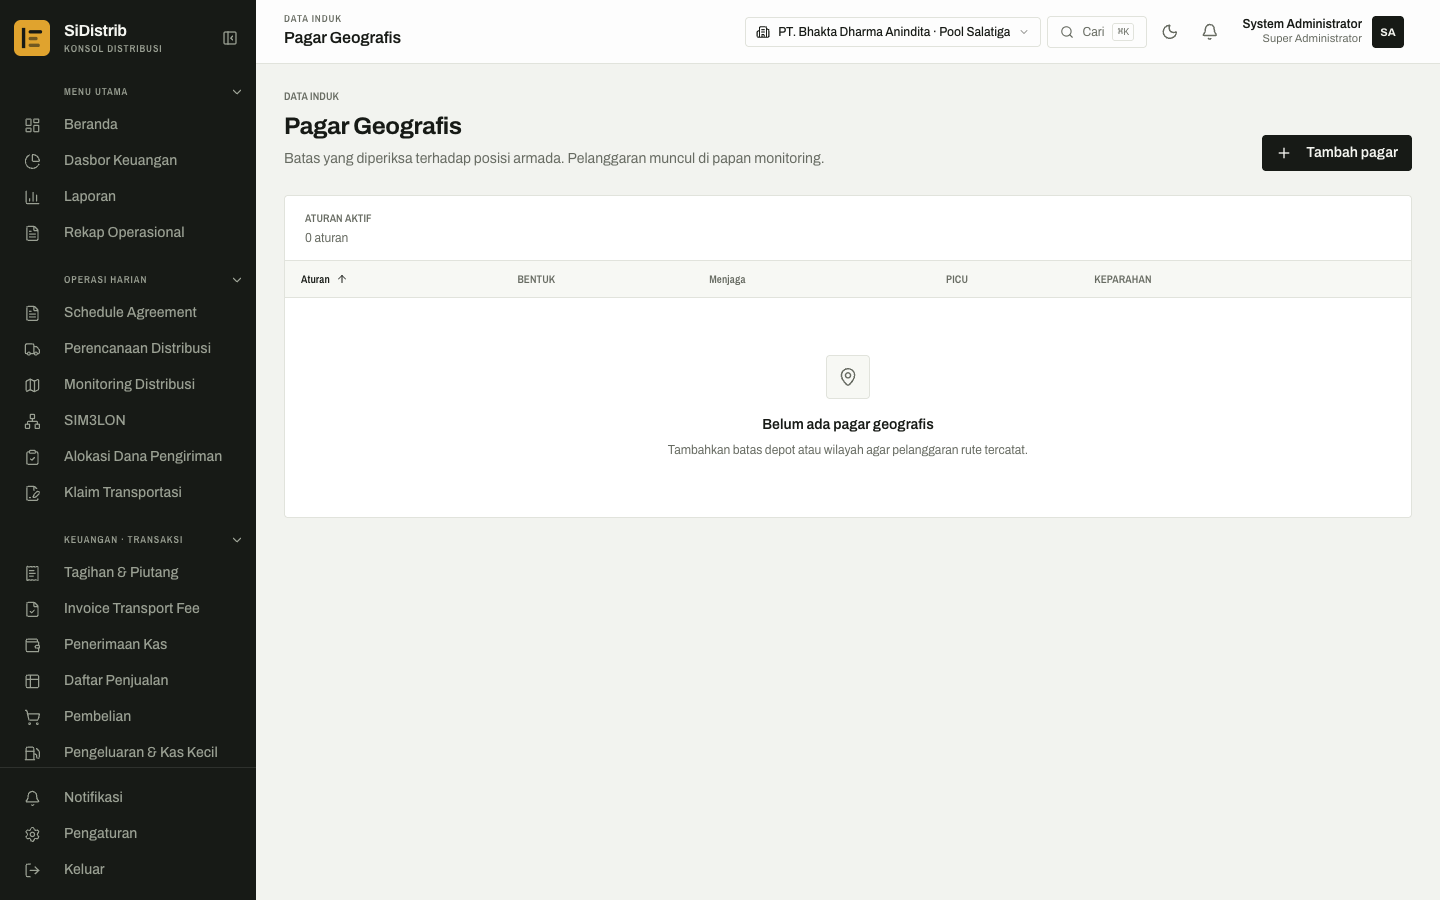 SiDistrib
KONSOL DISTRIBUSI
MENU UTAMA
Beranda
Dasbor Keuangan
Laporan
Rekap Operasional
OPERASI HARIAN
Schedule Agreement
Perencanaan Distribusi
Monitoring Distribusi
SIM3LON
Alokasi Dana Pengiriman
Klaim Transportasi
KEUANGAN · TRANSAKSI
Tagihan & Piutang
Invoice Transport Fee
Penerimaan Kas
Daftar Penjualan
Pembelian
Pengeluaran & Kas Kecil
Notifikasi
Pengaturan
Keluar
DATA INDUK
Pagar Geografis
PT. Bhakta Dharma Anindita · Pool Salatiga
Cari ⌘K
System Administrator
Super Administrator
SA
DATA INDUK
Pagar Geografis
Batas yang diperiksa terhadap posisi armada. Pelanggaran muncul di papan monitoring.
Tambah pagar
ATURAN AKTIF
0 aturan
Aturan BENTUK Menjaga PICU KEPARAHAN
Belum ada pagar geografis
Tambahkan batas depot atau wilayah agar pelanggaran rute tercatat.